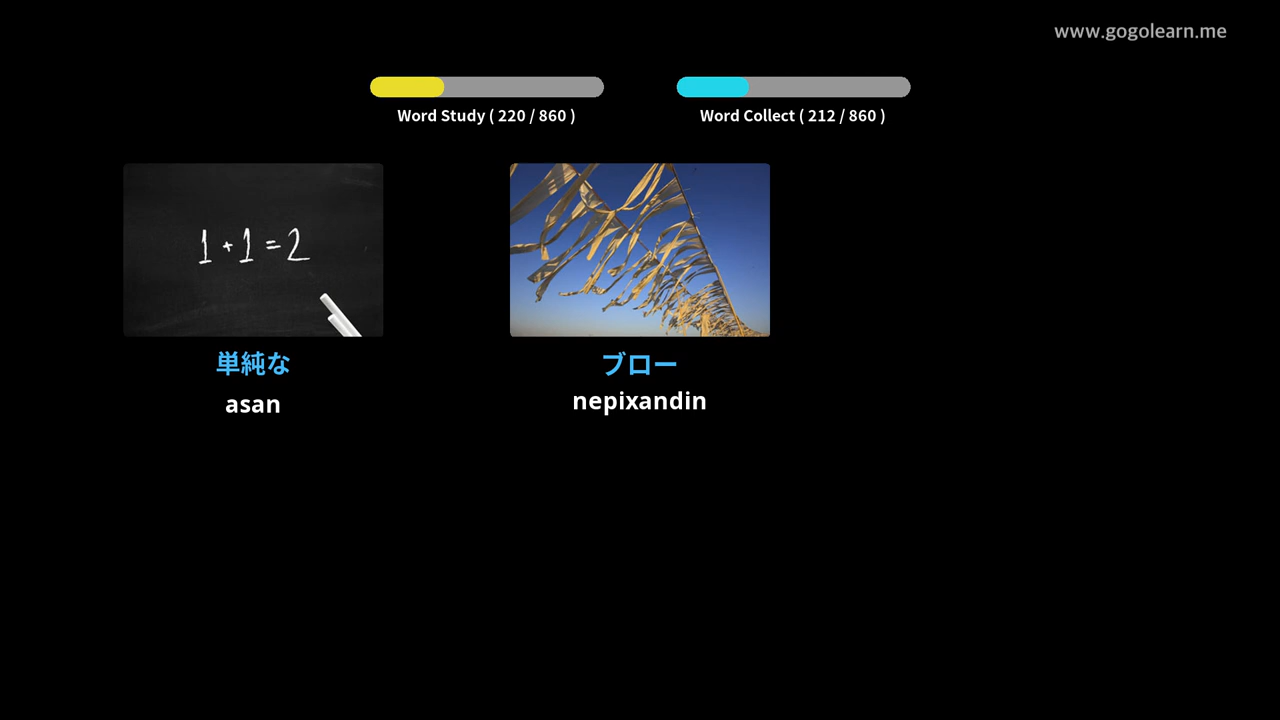 www.gogolearn.me
Word Study ( 220 / 860 )
Word Collect ( 212 / 860 )
1 + 1 = 2
単純な
asan
ブロー
nepixandin